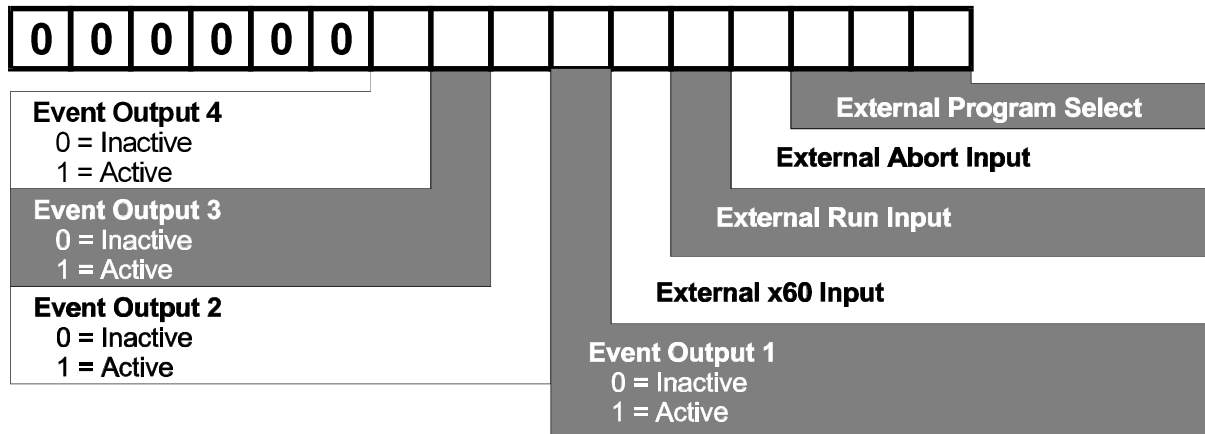 0 0 0 0 0 0
Event Output 4
0 = Inactive
1 = Active
Event Output 3
0 = Inactive
1 = Active
Event Output 2
0 = Inactive
1 = Active
External Program Select
External Abort Input
External Run Input
External x60 Input
Event Output 1
0 = Inactive
1 = Active